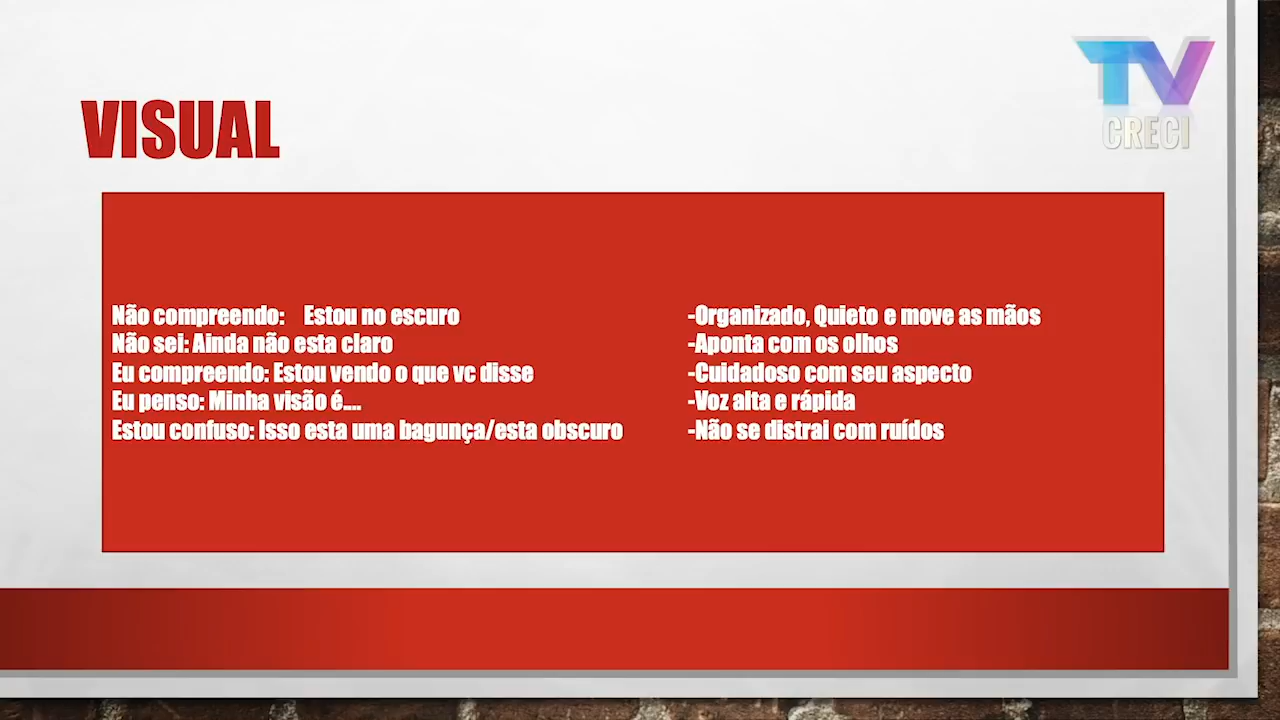 TV
CRECI
VISUAL
Não compreendo: Estou no escuro
Não sei: Ainda não esta claro
Eu compreendo: Estou vendo o que vc disse
Eu penso: Minha visão é....
Estou confuso: Isso esta uma bagunça/esta obscuro
-Organizado, Quieto e move as mãos
-Aponta com os olhos
-Cuidadoso com seu aspecto
-Voz alta e rápida
-Não se distrai com ruídos